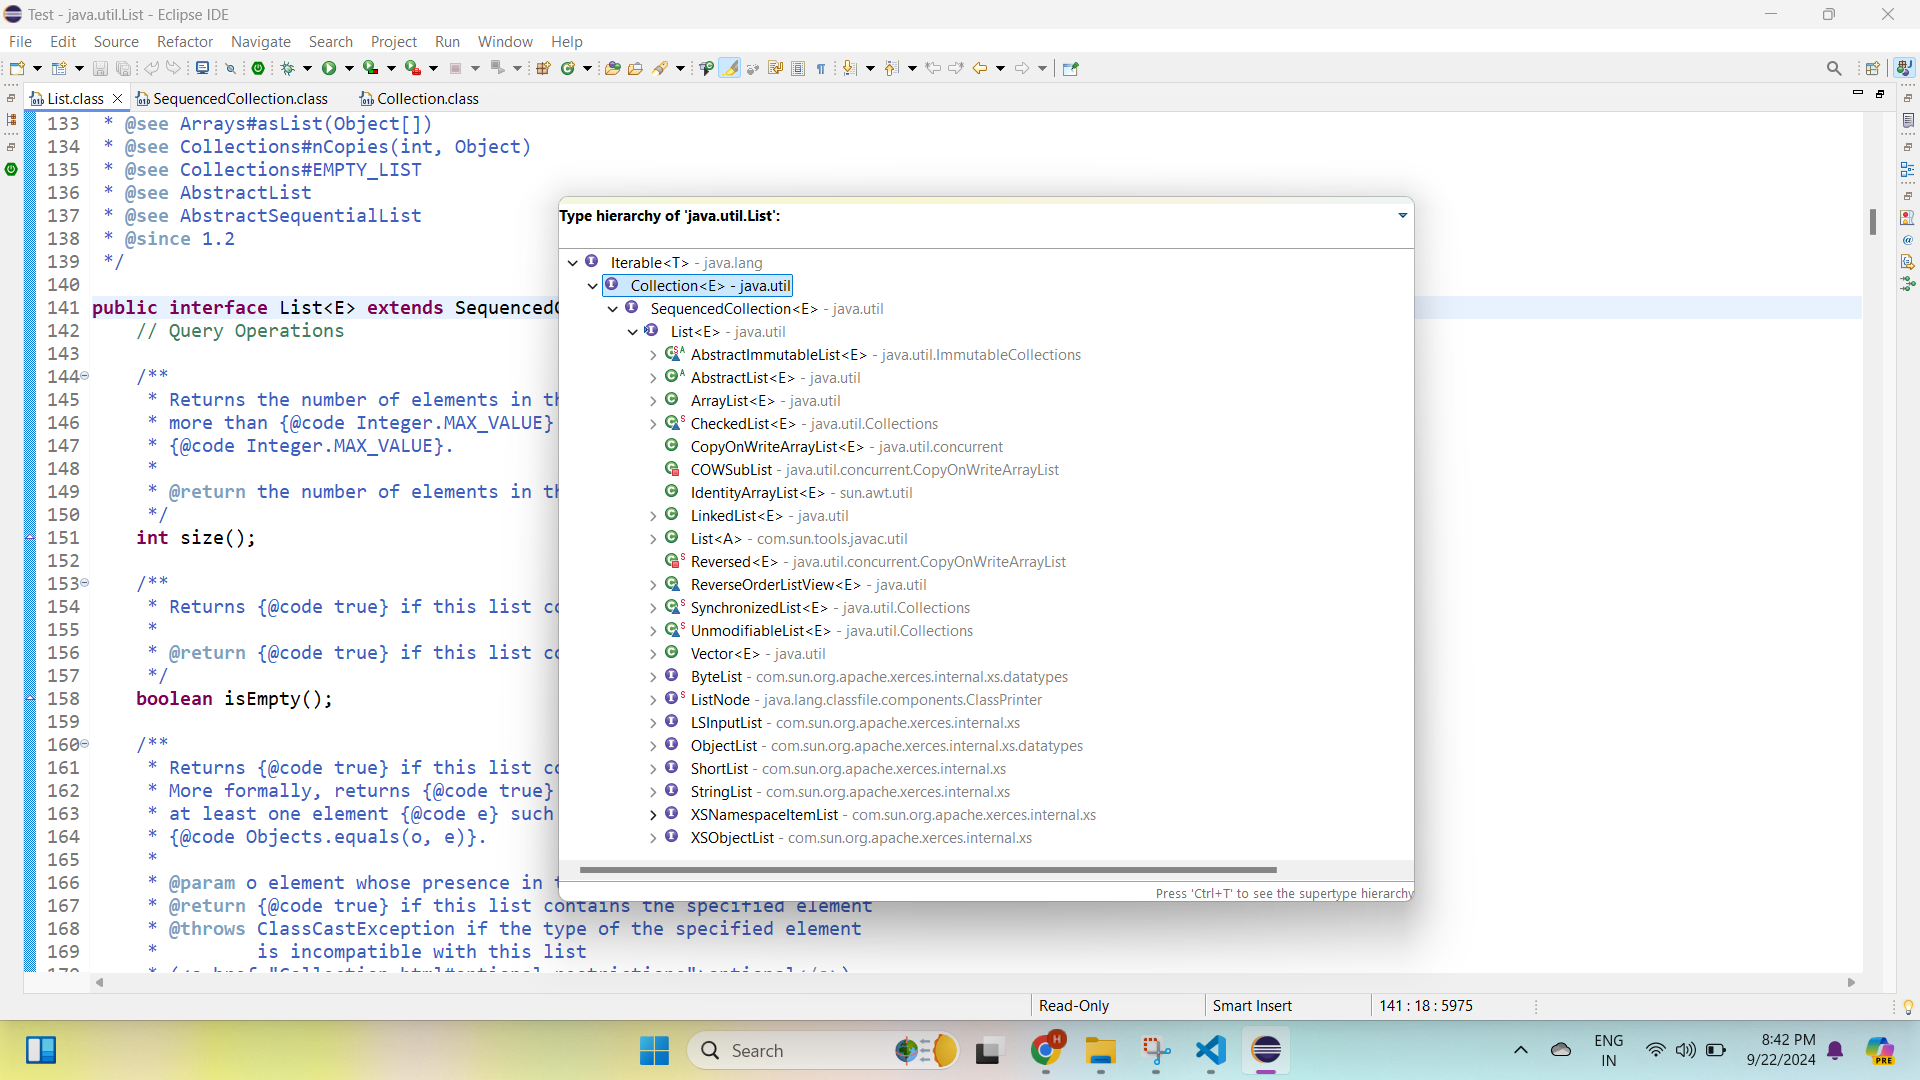 Test - java.util.List - Eclipse IDE
File Edit Source Refactor Navigate Search Project Run Window Help
List.class SequencedCollection.class Collection.class
133 * @see Arrays#asList(Object[])
134 * @see Collections#nCopies(int, Object)
135 * @see Collections#EMPTY_LIST
136 * @see AbstractList
137 * @see AbstractSequentialList
138 * @since 1.2
139 */
140
141 public interface List<E> extends Sequenced
142 // Query Operations
143
144 /**
145 * Returns the number of elements in th
146 * more than {@code Integer.MAX_VALUE}
147 * {@code Integer.MAX_VALUE}.
148 *
149 * @return the number of elements in th
150 */
151 int size();
152
153 /**
154 * Returns {@code true} if this list co
155 *
156 * @return {@code true} if this list co
157 */
158 boolean isEmpty();
159
160 /**
161 * Returns {@code true} if this list co
162 * More formally, returns {@code true}
163 * at least one element {@code e} such
164 * {@code Objects.equals(o, e)}.
165 *
166 * @param o element whose presence in
167 * @return {@code true} if this list contains the specified element
168 * @throws ClassCastException if the type of the specified element
169 * is incompatible with this list
Type hierarchy of 'java.util.List':
Iterable<T> - java.lang
Collection<E> - java.util
SequencedCollection<E> - java.util
List<E> - java.util
AbstractImmutableList<E> - java.util.ImmutableCollections
AbstractList<E> - java.util
ArrayList<E> - java.util
CheckedList<E> - java.util.Collections
CopyOnWriteArrayList<E> - java.util.concurrent
COWSubList - java.util.concurrent.CopyOnWriteArrayList
IdentityArrayList<E> - sun.awt.util
LinkedList<E> - java.util
List<A> - com.sun.tools.javac.util
Reversed<E> - java.util.concurrent.CopyOnWriteArrayList
ReverseOrderListView<E> - java.util
SynchronizedList<E> - java.util.Collections
UnmodifiableList<E> - java.util.Collections
Vector<E> - java.util
ByteList - com.sun.org.apache.xerces.internal.xs.datatypes
ListNode - java.lang.classfile.components.ClassPrinter
LSInputList - com.sun.org.apache.xerces.internal.xs
ObjectList - com.sun.org.apache.xerces.internal.xs.datatypes
ShortList - com.sun.org.apache.xerces.internal.xs
StringList - com.sun.org.apache.xerces.internal.xs
XSNamespaceItemList - com.sun.org.apache.xerces.internal.xs
XSObjectList - com.sun.org.apache.xerces.internal.xs
Press 'Ctrl+T' to see the supertype hierarchy
Read-Only Smart Insert 141 : 18 : 5975
Search
H
ENG
IN
8:42 PM
9/22/2024
PRE